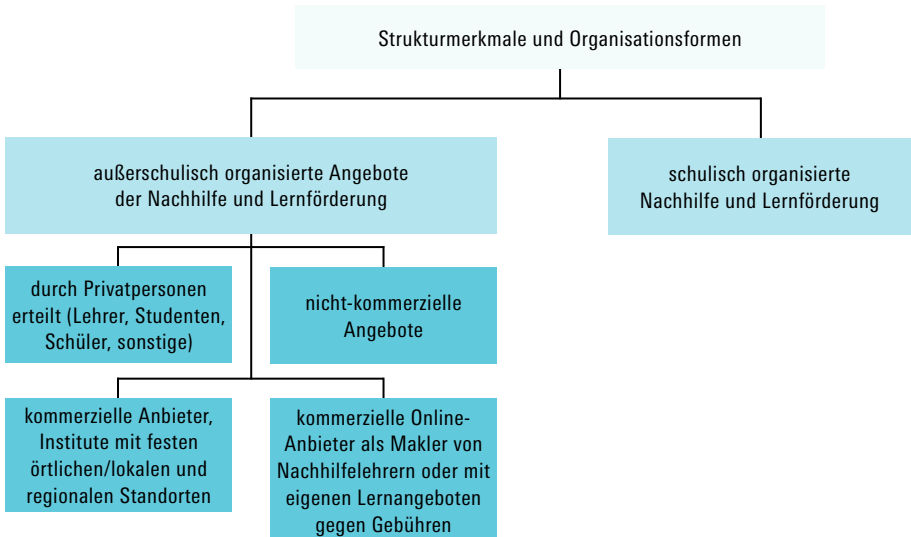 Strukturmerkmale und Organisationsformen
außerschulisch organisierte Angebote
der Nachhilfe und Lernförderung
schulisch organisierte
Nachhilfe und Lernförderung
durch Privatpersonen
erteilt (Lehrer, Studenten,
Schüler, sonstige)
nicht-kommerzielle
Angebote
kommerzielle Anbieter,
Institute mit festen
örtlichen/lokalen und
regionalen Standorten
kommerzielle Online-
Anbieter als Makler von
Nachhilfelehrern oder mit
eigenen Lernangeboten
gegen Gebühren